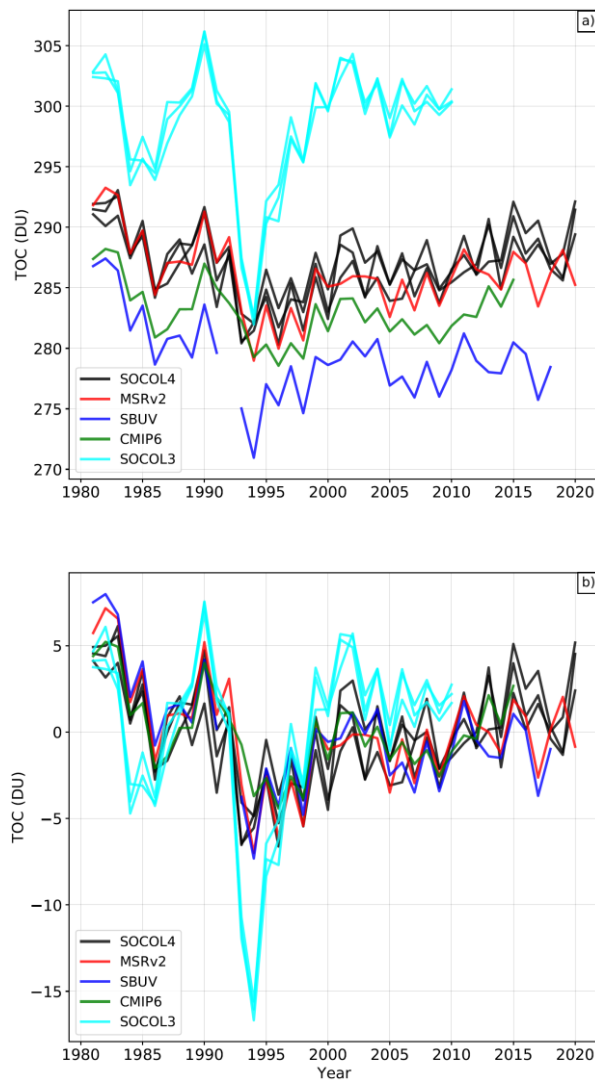 a)
305
300
295
290
285
280
275
270
TOC (DU)
SOCOL4
MSRv2
SBUV
CMIP6
SOCOL3
1980 1985 1990 1995 2000 2005 2010 2015 2020
b)
5
0
−5
−10
−15
TOC (DU)
SOCOL4
MSRv2
SBUV
CMIP6
SOCOL3
1980 1985 1990 1995 2000 2005 2010 2015 2020
Year